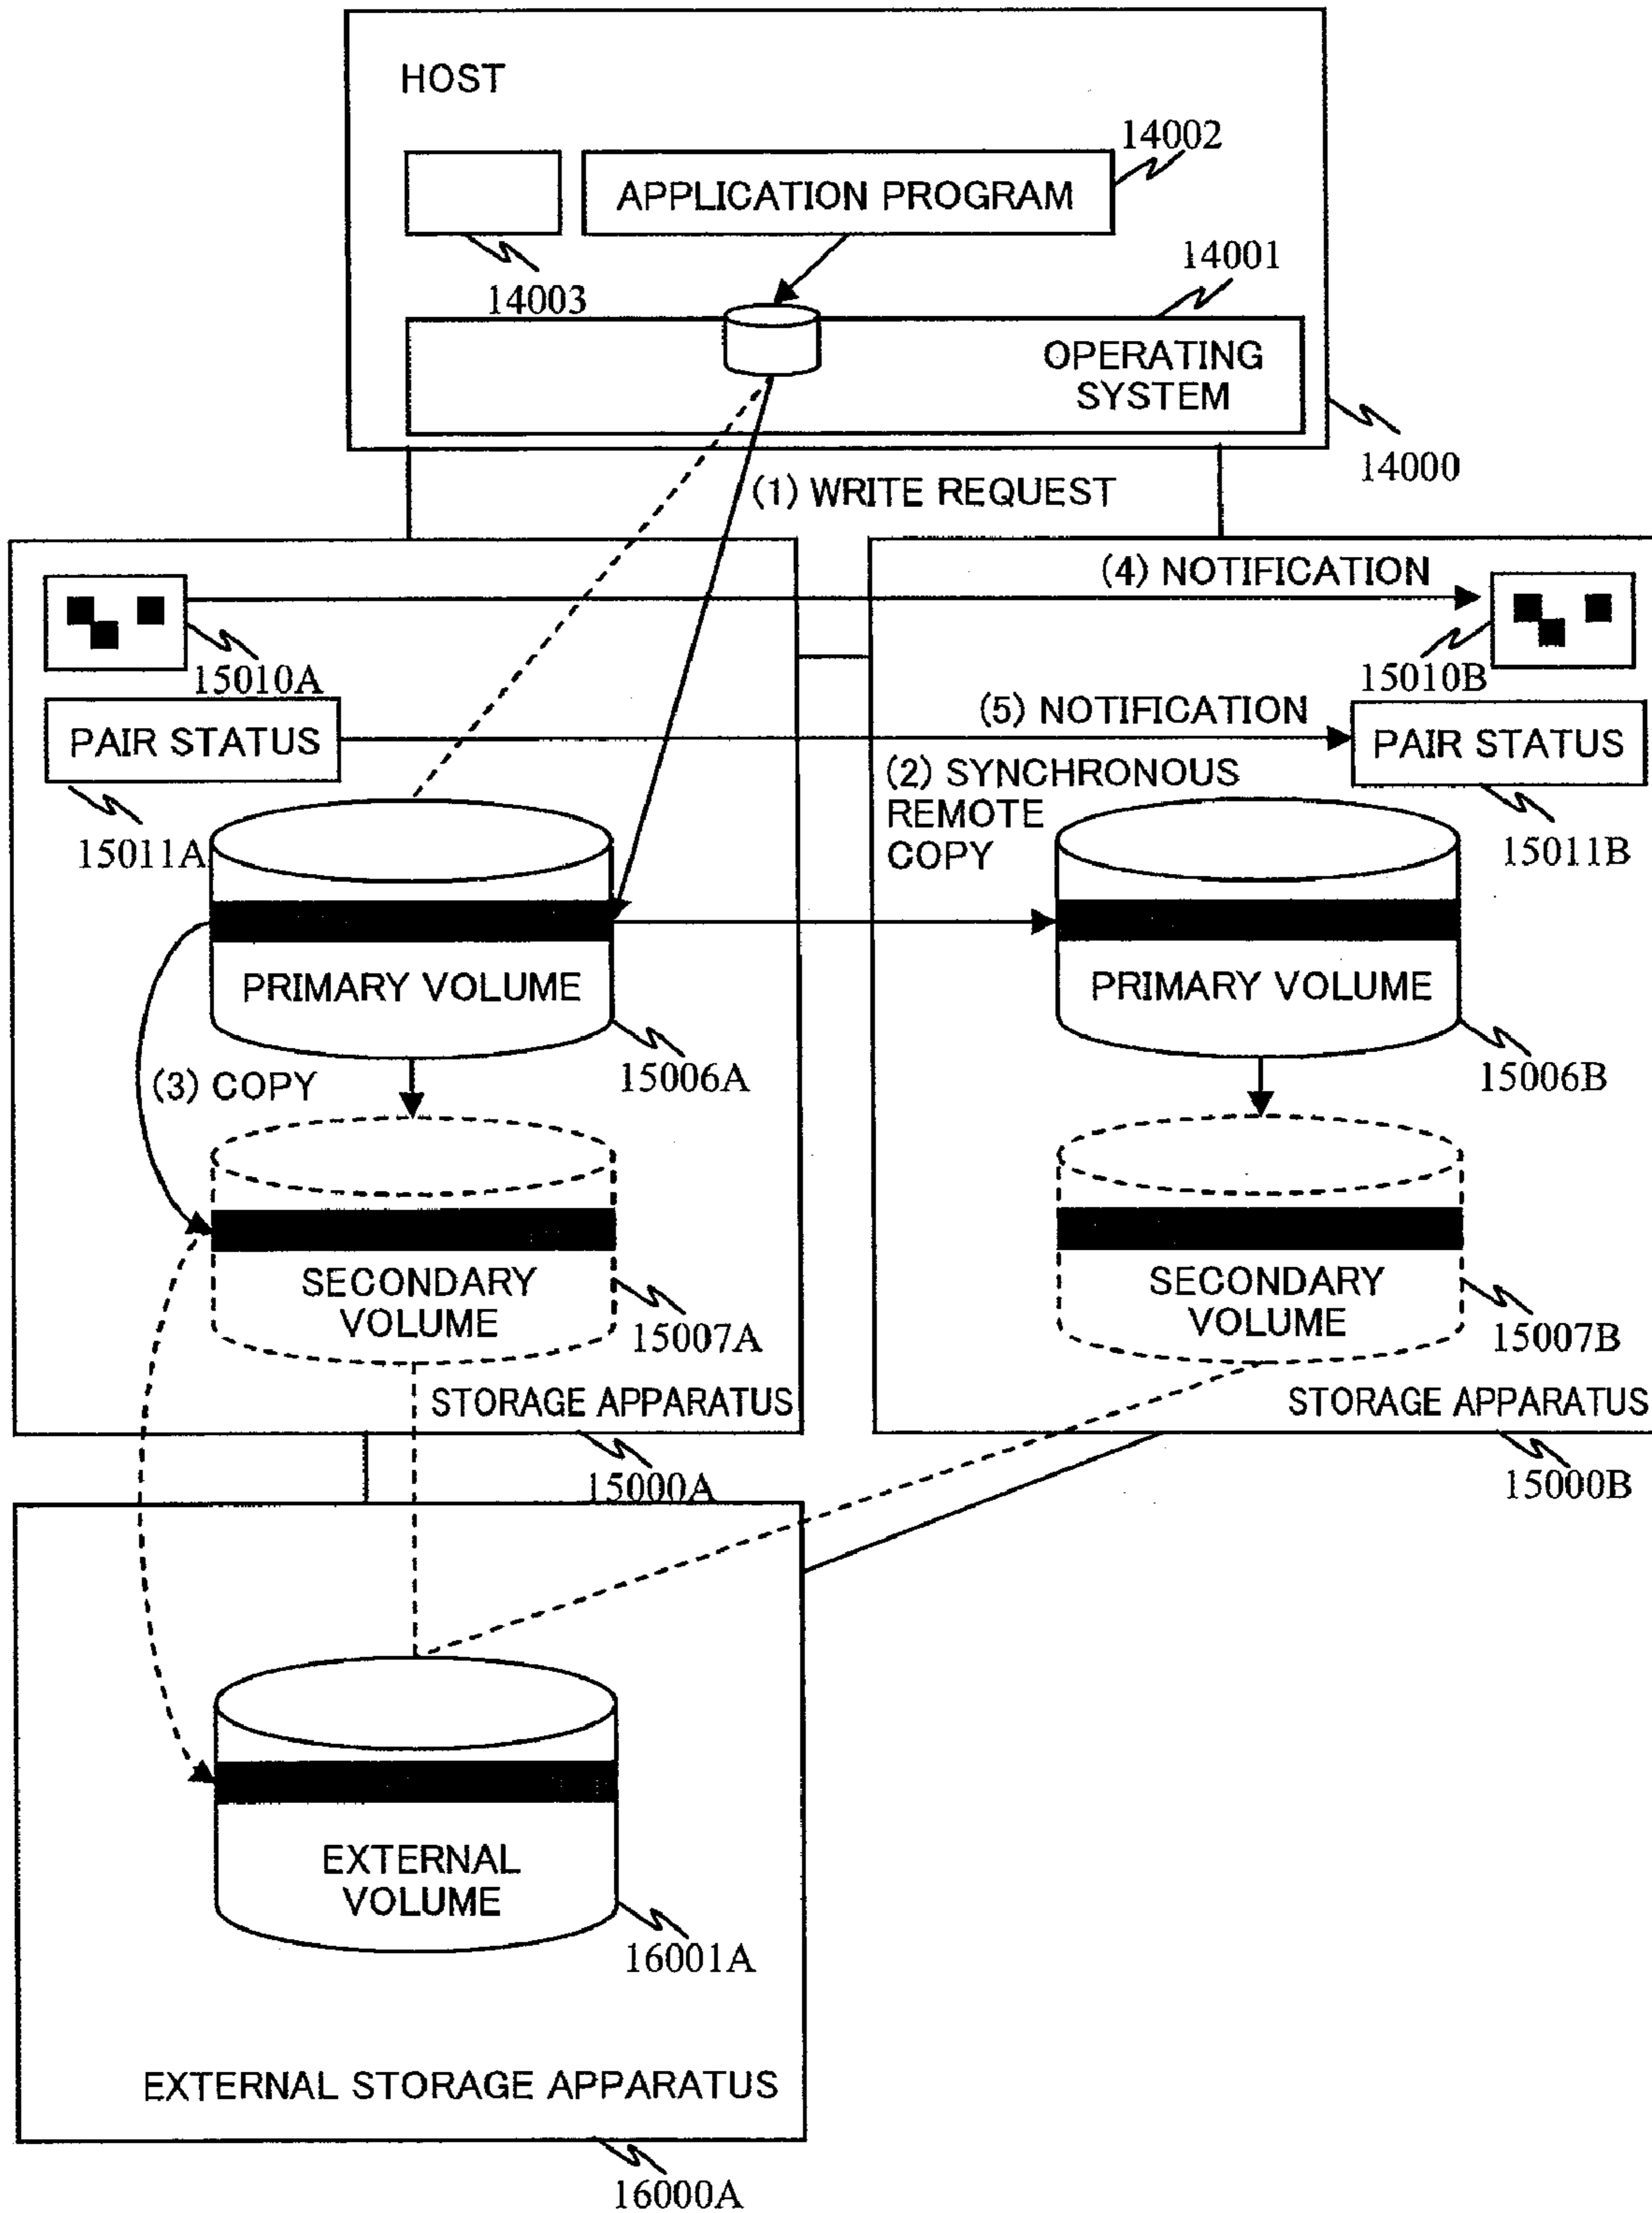 HOST
14002
APPLICATION PROGRAM
14003
14001
OPERATING
SYSTEM
14000
(1) WRITE REQUEST
(4) NOTIFICATION
15010A
15010B
(5) NOTIFICATION
PAIR STATUS
PAIR STATUS
15011A
(2) SYNCHRONOUS
REMOTE
COPY
15011B
PRIMARY VOLUME
PRIMARY VOLUME
15006A
15006B
(3) COPY
SECONDARY
VOLUME
15007A
SECONDARY
VOLUME
15007B
STORAGE APPARATUS
STORAGE APPARATUS
15000A
15000B
EXTERNAL
VOLUME
16001A
EXTERNAL STORAGE APPARATUS
16000A